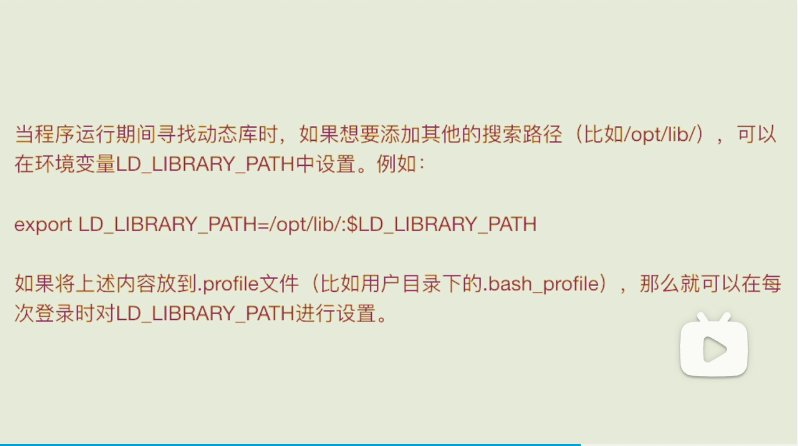 当程序运行期间寻找动态库时，如果想要添加其他的搜索路径（比如/opt/lib/），可以
在环境变量LD_LIBRARY_PATH中设置。例如：
export LD_LIBRARY_PATH=/opt/lib/:$LD_LIBRARY_PATH
如果将上述内容放到.profile文件（比如用户目录下的.bash_profile），那么就可以在每
次登录时对LD_LIBRARY_PATH进行设置。